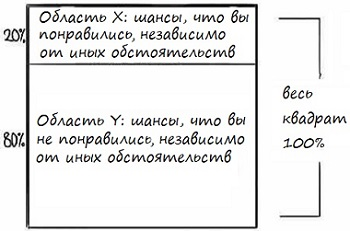 20%
Область X: шансы, что вы
понравились, независимо
от иных обстоятельств
80%
Область Y: шансы, что вы
не понравились, независимо
от иных обстоятельств
весь
квадрат
100%